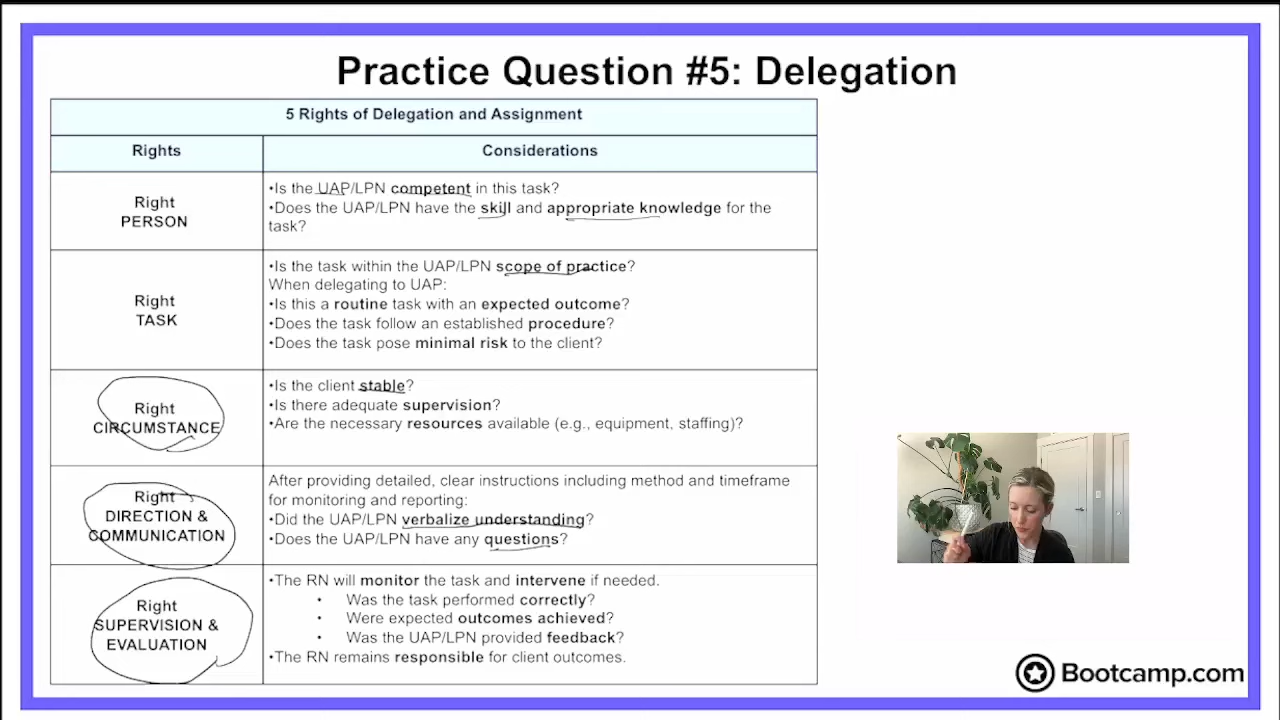 Practice Question #5: Delegation
5 Rights of Delegation and Assignment
Rights
Considerations
Right
PERSON
•Is the UAP/LPN competent in this task?
•Does the UAP/LPN have the skill and appropriate knowledge for the
task?
Right
TASK
•Is the task within the UAP/LPN scope of practice?
When delegating to UAP:
•Is this a routine task with an expected outcome?
•Does the task follow an established procedure?
•Does the task pose minimal risk to the client?
Right
CIRCUMSTANCE
•Is the client stable?
•Is there adequate supervision?
•Are the necessary resources available (e.g., equipment, staffing)?
Right
DIRECTION &
COMMUNICATION
After providing detailed, clear instructions including method and timeframe
for monitoring and reporting:
•Did the UAP/LPN verbalize understanding?
•Does the UAP/LPN have any questions?
Right
SUPERVISION &
EVALUATION
•The RN will monitor the task and intervene if needed.
• Was the task performed correctly?
• Were expected outcomes achieved?
• Was the UAP/LPN provided feedback?
•The RN remains responsible for client outcomes.
Bootcamp.com